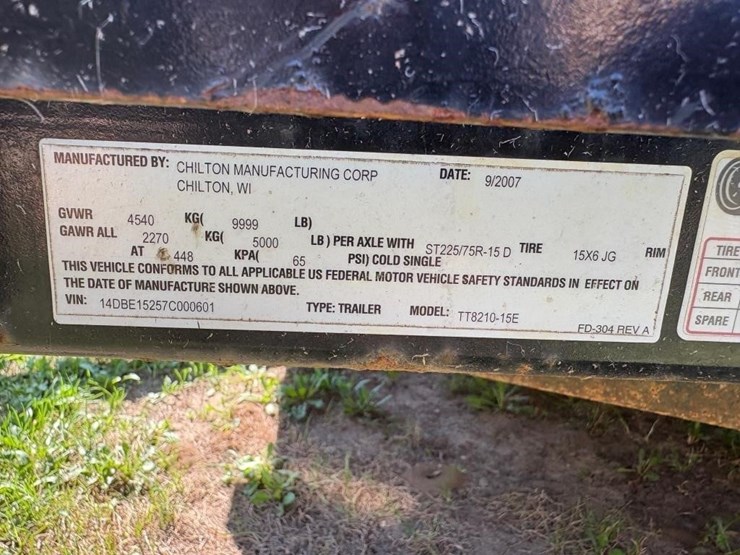 MANUFACTURED BY: CHILTON MANUFACTURING CORP DATE: 9/2007
CHILTON, WI
GVWR 4540 KG( 9999 LB)
GAWR ALL 2270 KG( 5000 LB ) PER AXLE WITH ST225/75R-15 D TIRE 15X6 JG RIM
AT 448 KPA( 65 PSI) COLD SINGLE
THIS VEHICLE CONFORMS TO ALL APPLICABLE US FEDERAL MOTOR VEHICLE SAFETY STANDARDS IN EFFECT ON
THE DATE OF MANUFACTURE SHOWN ABOVE.
VIN: 14DBE15257C000601 TYPE: TRAILER MODEL: TT8210-15E
FD-304 REV A
TIRE
FRONT
REAR
SPARE